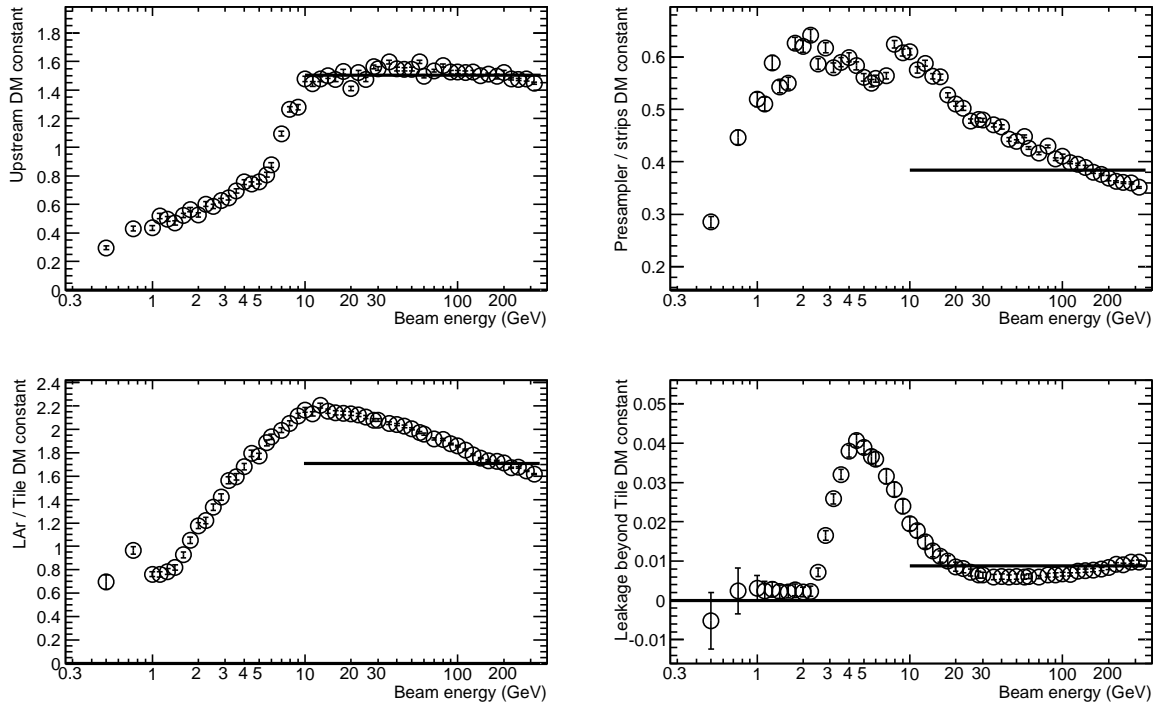 Upstream DM constant
1.8
1.6
1.4
1.2
1
0.8
0.6
0.4
0.2
0
0.3 1 2 3 4 5 10 20 30 100 200
Beam energy (GeV)
Presampler / strips DM constant
0.6
0.5
0.4
0.3
0.2
0.3 1 2 3 4 5 10 20 30 100 200
Beam energy (GeV)
LAr / Tile DM constant
2.4
2.2
2
1.8
1.6
1.4
1.2
1
0.8
0.6
0.4
0.2
0
0.3 1 2 3 4 5 10 20 30 100 200
Beam energy (GeV)
Leakage beyond Tile DM constant
0.05
0.04
0.03
0.02
0.01
0
-0.01
0.3 1 2 3 4 5 10 20 30 100 200
Beam energy (GeV)